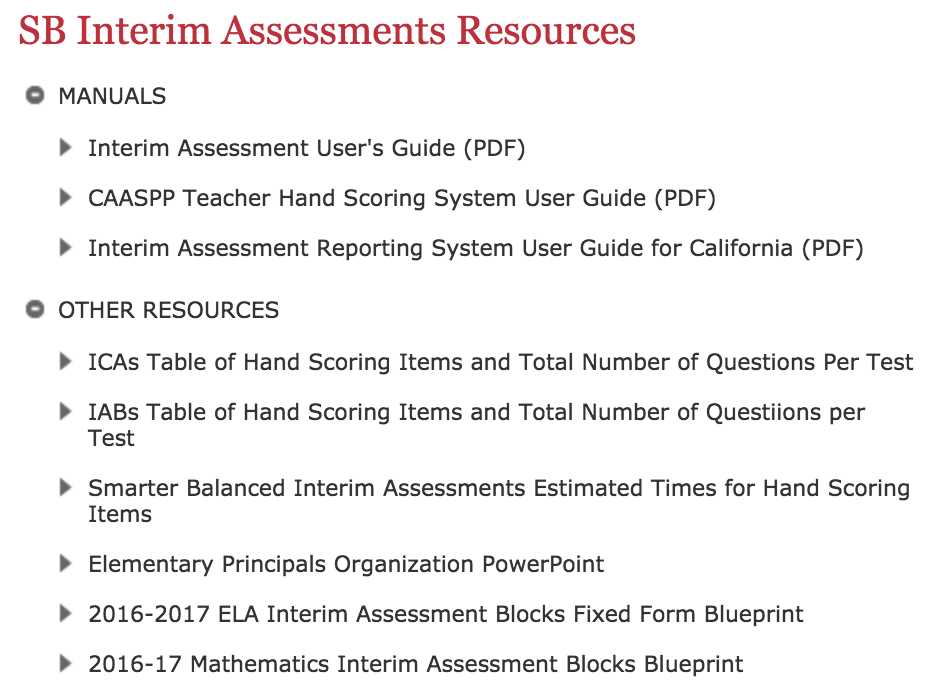 SB Interim Assessments Resources
MANUALS
Interim Assessment User's Guide (PDF)
CAASPP Teacher Hand Scoring System User Guide (PDF)
Interim Assessment Reporting System User Guide for California (PDF)
OTHER RESOURCES
ICAs Table of Hand Scoring Items and Total Number of Questions Per Test
IABs Table of Hand Scoring Items and Total Number of Questiions per
Test
Smarter Balanced Interim Assessments Estimated Times for Hand Scoring
Items
Elementary Principals Organization PowerPoint
2016-2017 ELA Interim Assessment Blocks Fixed Form Blueprint
2016-17 Mathematics Interim Assessment Blocks Blueprint